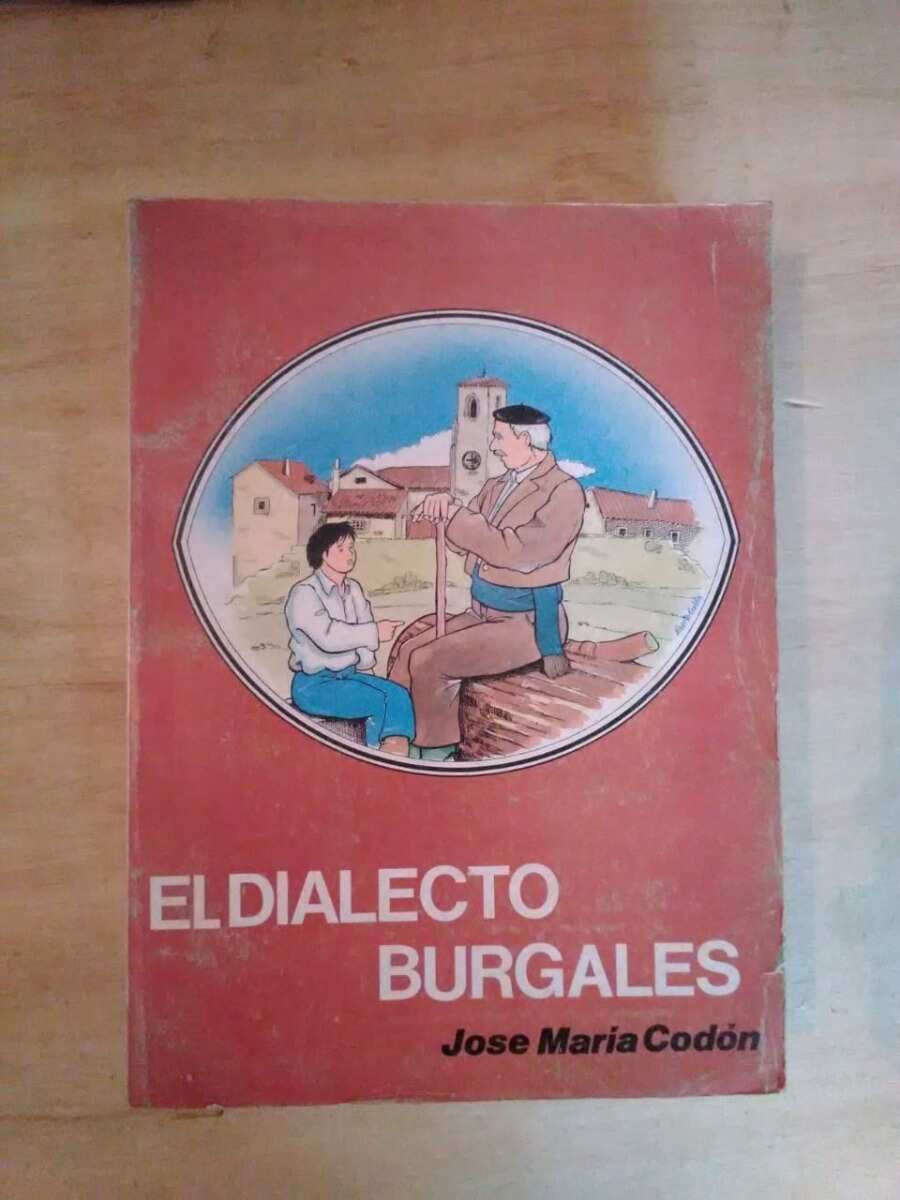 EL DIALECTO
BURGALES
Jose María Codón